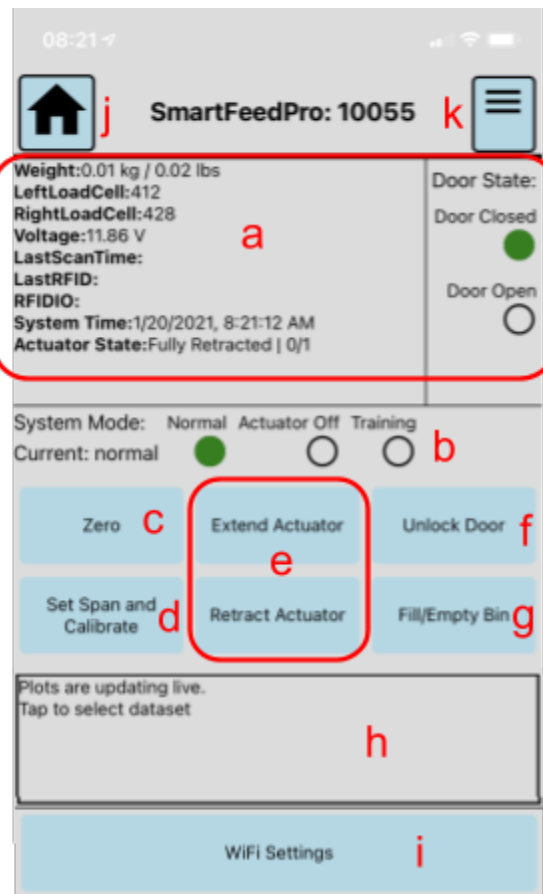 08:21
j SmartFeedPro: 10055 k
Weight:0.01 kg / 0.02 lbs
LeftLoadCell:412
RightLoadCell:428
Voltage:11.86 V
LastScanTime:
LastRFID:
RFIDIO:
System Time:1/20/2021, 8:21:12 AM
Actuator State:Fully Retracted | 0/1
a
Door State:
Door Closed
Door Open
System Mode: Normal Actuator Off Training
Current: normal b
Zero c
Extend Actuator
Unlock Door f
e
Set Span and
Calibrate d
Retract Actuator
Fill/Empty Bin g
Plots are updating live.
Tap to select dataset
h
WiFi Settings i